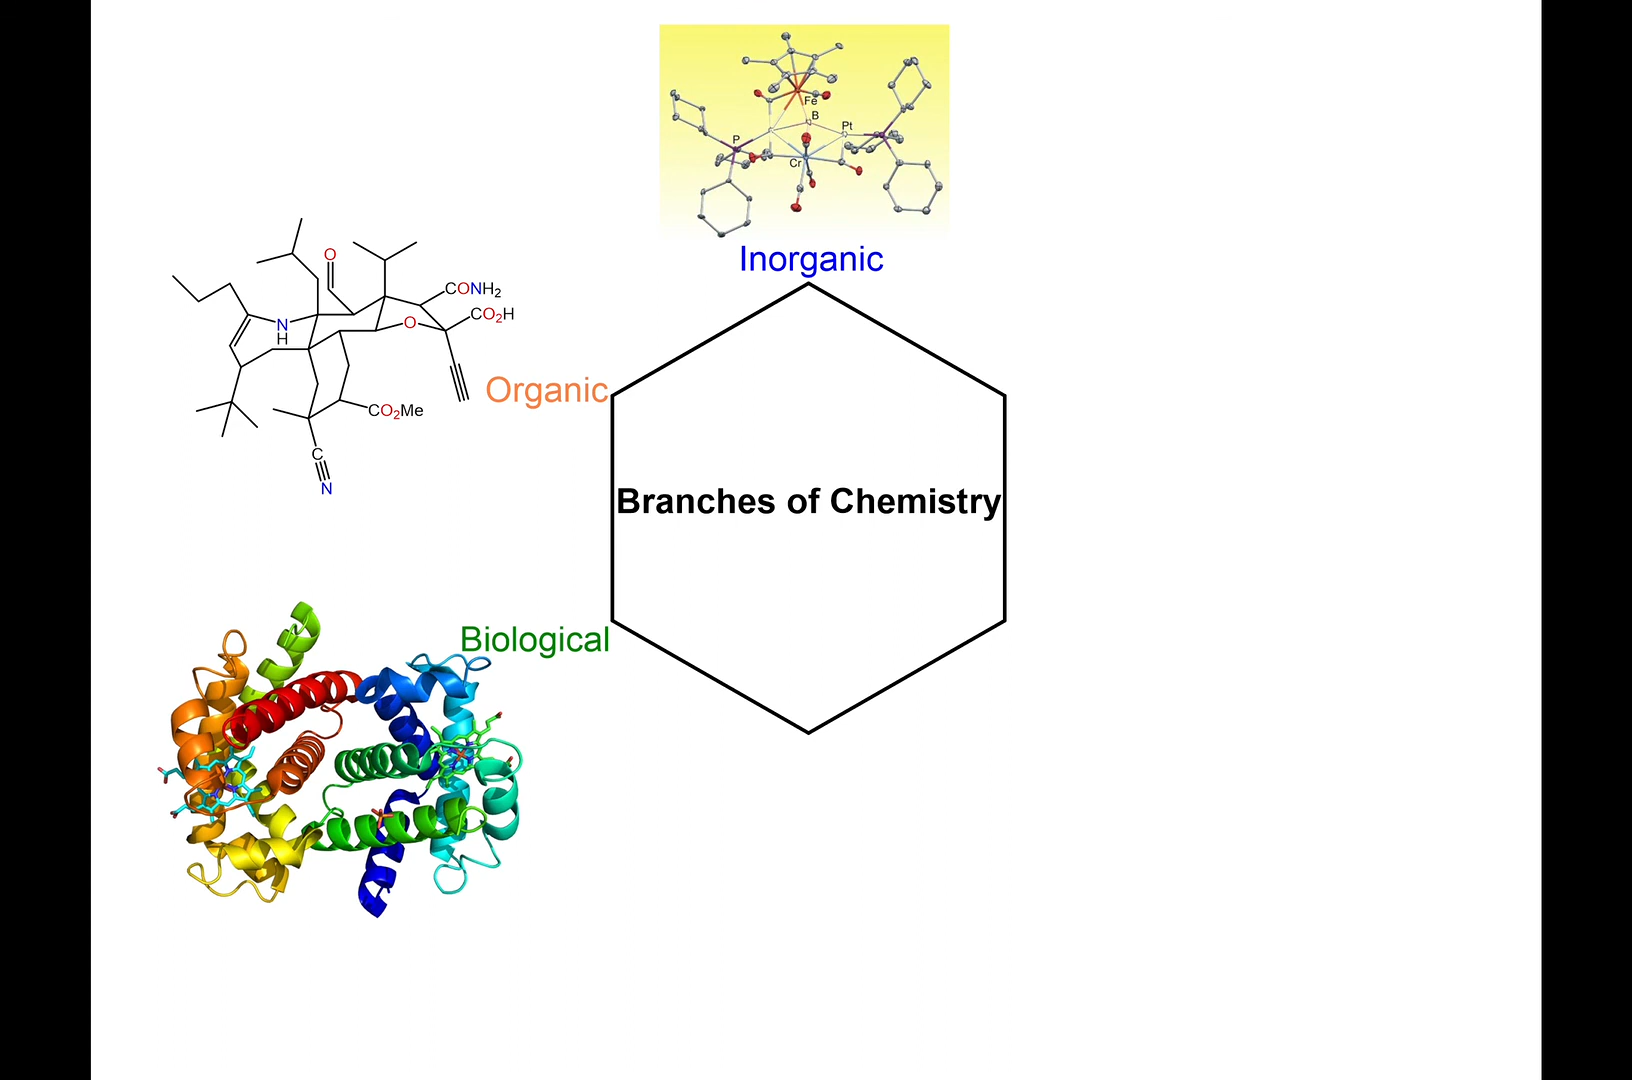 Fe
B
Pt
P
Cr
Inorganic
O
CONH₂
CO₂H
N
H
O
Organic
CO₂Me
C
N
Branches of Chemistry
Biological